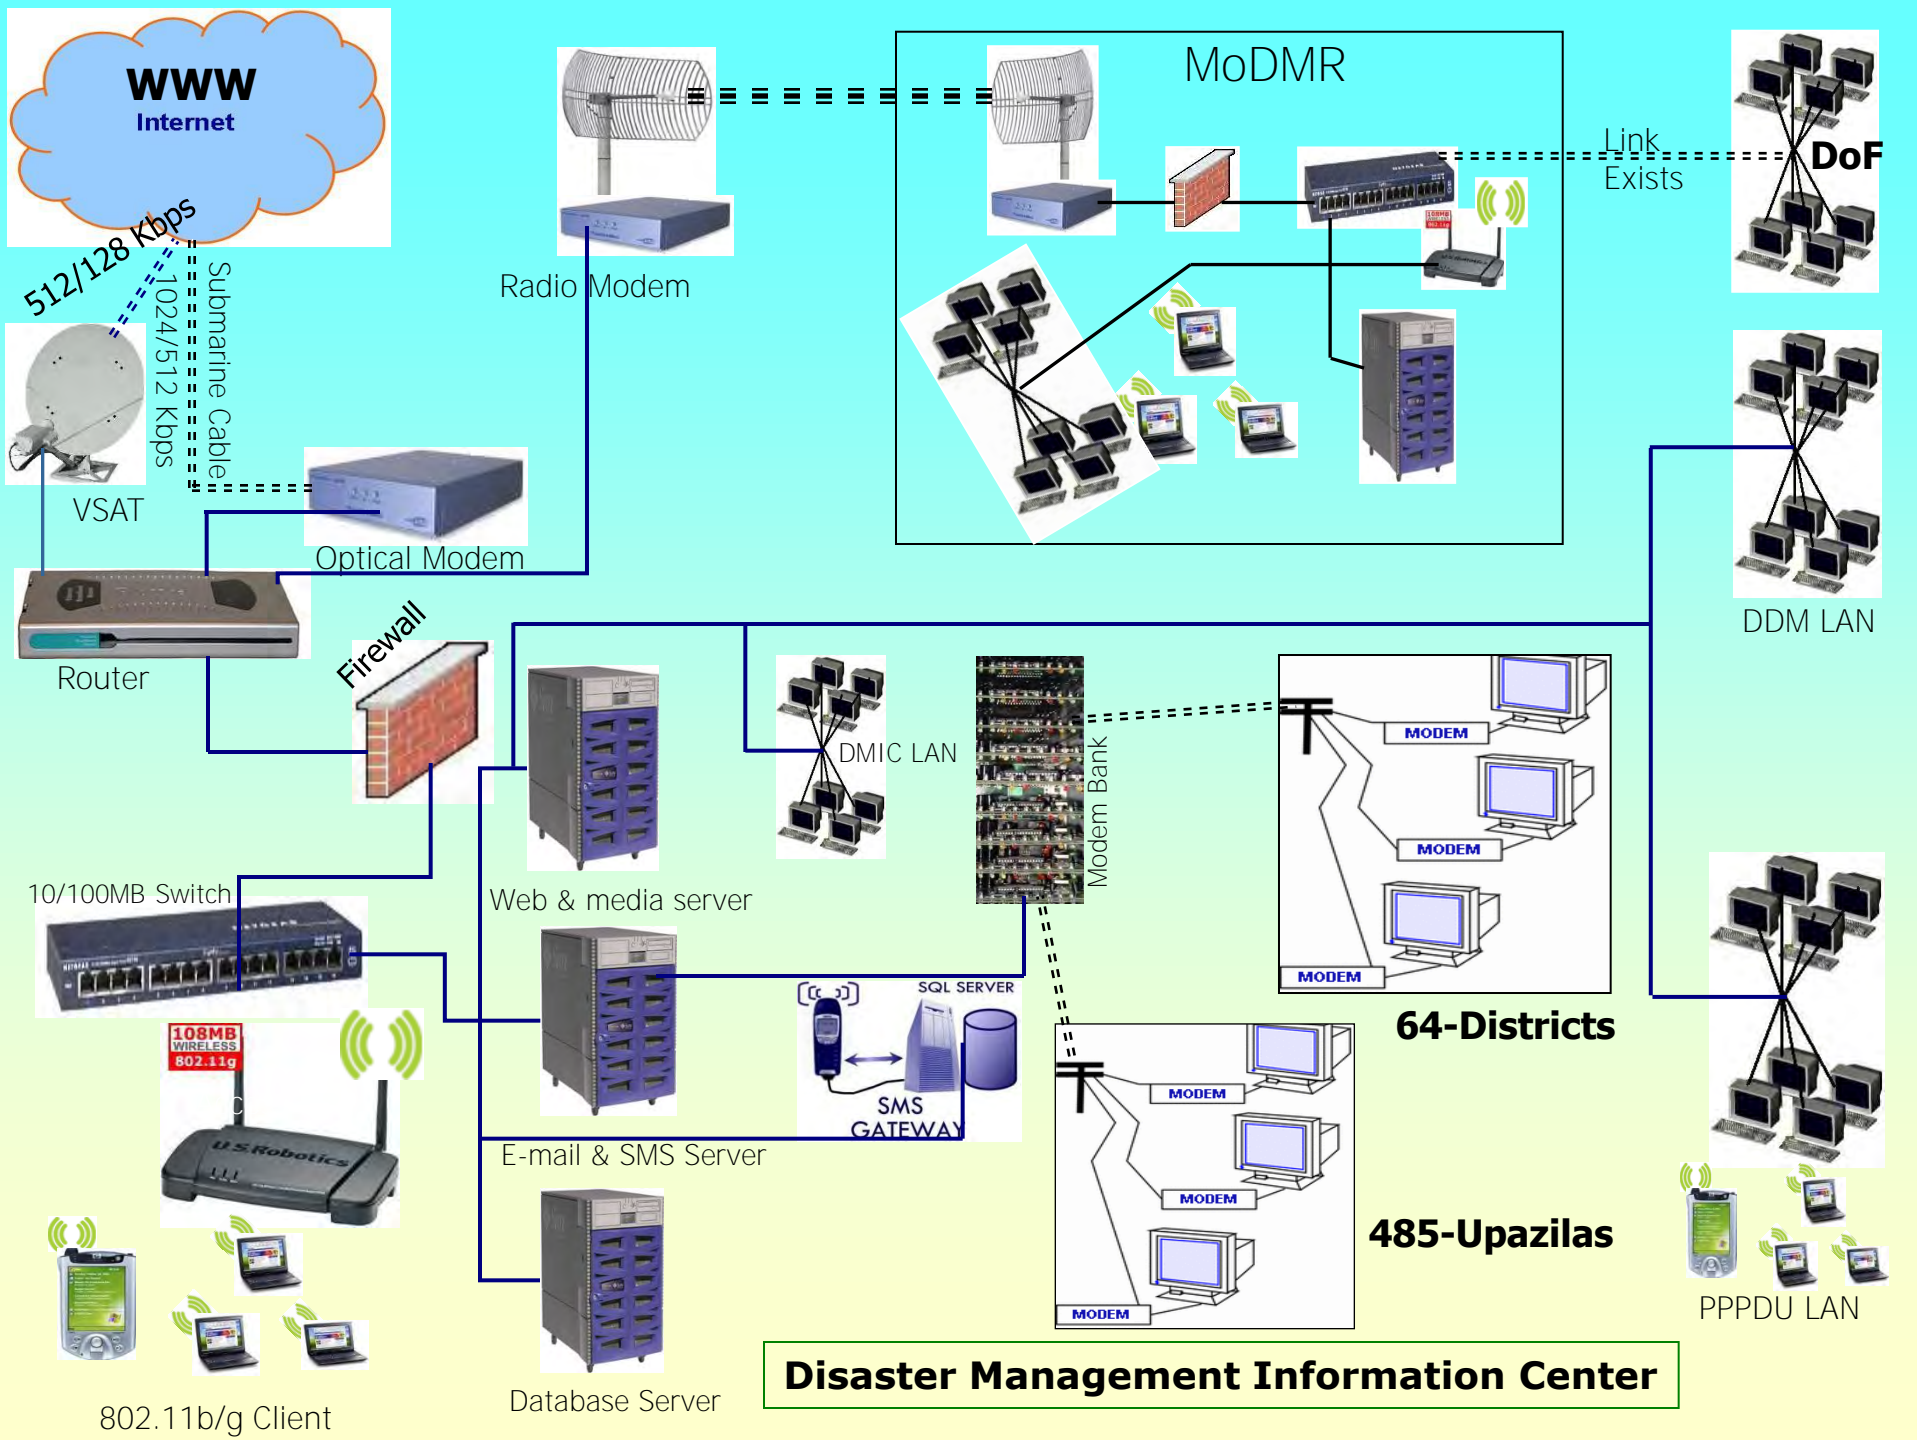 WWW
Internet
512/128 Kbps
1024/512 Kbps
Submarine Cable
VSAT
Optical Modem
Router
Radio Modem
MoDMR
108MB
Link
Exists
DoF
DDM LAN
Firewall
10/100MB Switch
NETGEAR
108MB
WIRELESS
802.11g
U.S.Robotics
802.11b/g Client
Web & media server
E-mail & SMS Server
Database Server
DMIC LAN
Modem Bank
SQL SERVER
SMS
GATEWAY
MODEM
MODEM
MODEM
64-Districts
MODEM
MODEM
MODEM
485-Upazilas
PPPDU LAN
Disaster Management Information Center